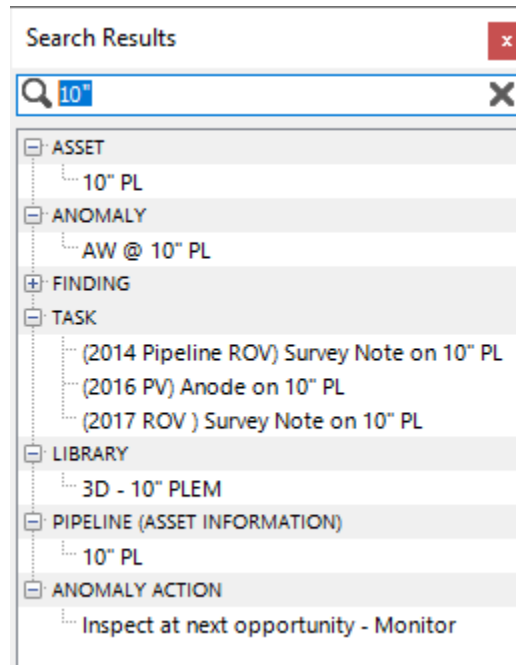 Search Results
x
10"
ASSET
10" PL
ANOMALY
AW @ 10" PL
FINDING
TASK
(2014 Pipeline ROV) Survey Note on 10" PL
(2016 PV) Anode on 10" PL
(2017 ROV ) Survey Note on 10" PL
LIBRARY
3D - 10" PLEM
PIPELINE (ASSET INFORMATION)
10" PL
ANOMALY ACTION
Inspect at next opportunity - Monitor